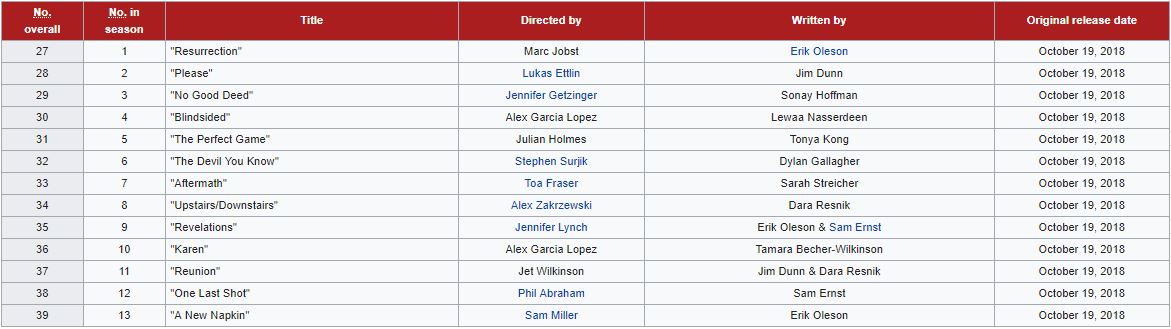 No. overall No. in season Title Directed by Written by Original release date
27 1 "Resurrection" Marc Jobst Erik Oleson October 19, 2018
28 2 "Please" Lukas Ettlin Jim Dunn October 19, 2018
29 3 "No Good Deed" Jennifer Getzinger Sonay Hoffman October 19, 2018
30 4 "Blindsided" Alex Garcia Lopez Lewaa Nasserdeen October 19, 2018
31 5 "The Perfect Game" Julian Holmes Tonya Kong October 19, 2018
32 6 "The Devil You Know" Stephen Surjik Dylan Gallagher October 19, 2018
33 7 "Aftermath" Toa Fraser Sarah Streicher October 19, 2018
34 8 "Upstairs/Downstairs" Alex Zakrzewski Dara Resnik October 19, 2018
35 9 "Revelations" Jennifer Lynch Erik Oleson & Sam Ernst October 19, 2018
36 10 "Karen" Alex Garcia Lopez Tamara Becher-Wilkinson October 19, 2018
37 11 "Reunion" Jet Wilkinson Jim Dunn & Dara Resnik October 19, 2018
38 12 "One Last Shot" Phil Abraham Sam Ernst October 19, 2018
39 13 "A New Napkin" Sam Miller Erik Oleson October 19, 2018